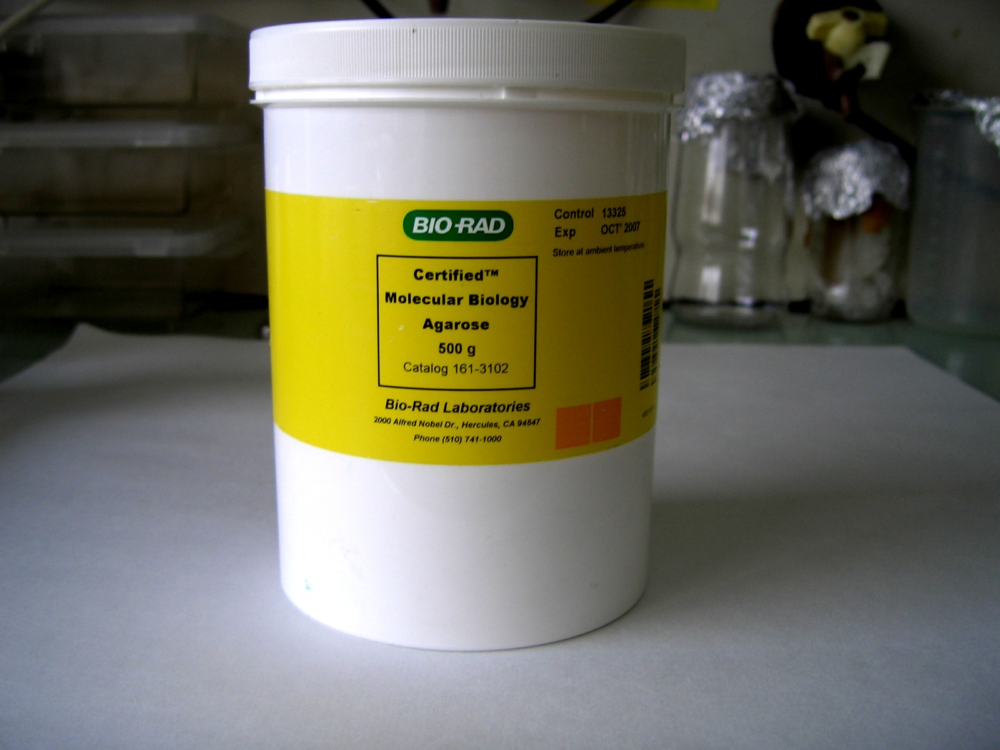 BIO-RAD
Control 13325
Exp OCT' 2007
Store at ambient temperature.
Certified™
Molecular Biology
Agarose
500 g
Catalog 161-3102
Bio-Rad Laboratories
2000 Alfred Nobel Dr., Hercules, CA 94547
Phone (510) 741-1000